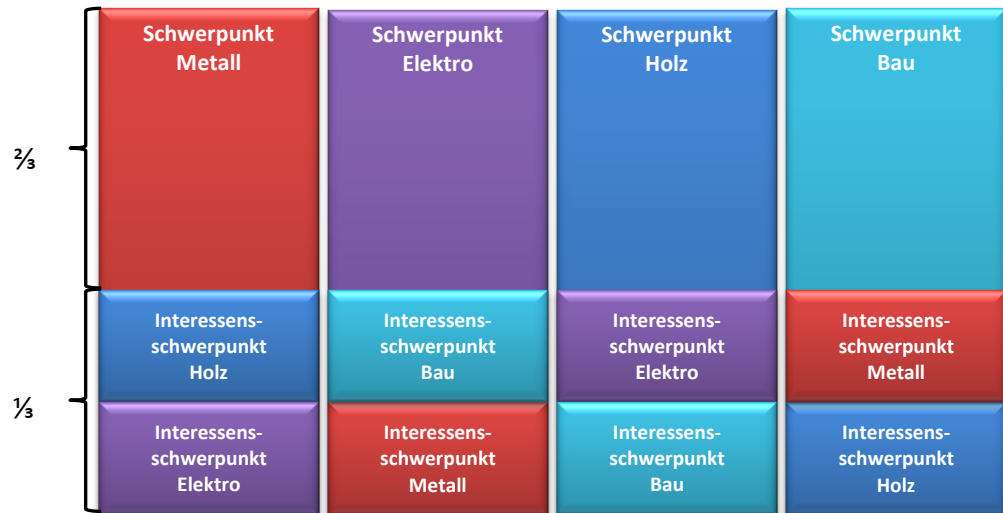 ⅔
Schwerpunkt
Metall
Schwerpunkt
Elektro
Schwerpunkt
Holz
Schwerpunkt
Bau
⅓
Interessens-
schwerpunkt
Holz
Interessens-
schwerpunkt
Bau
Interessens-
schwerpunkt
Elektro
Interessens-
schwerpunkt
Metall
Interessens-
schwerpunkt
Elektro
Interessens-
schwerpunkt
Metall
Interessens-
schwerpunkt
Bau
Interessens-
schwerpunkt
Holz